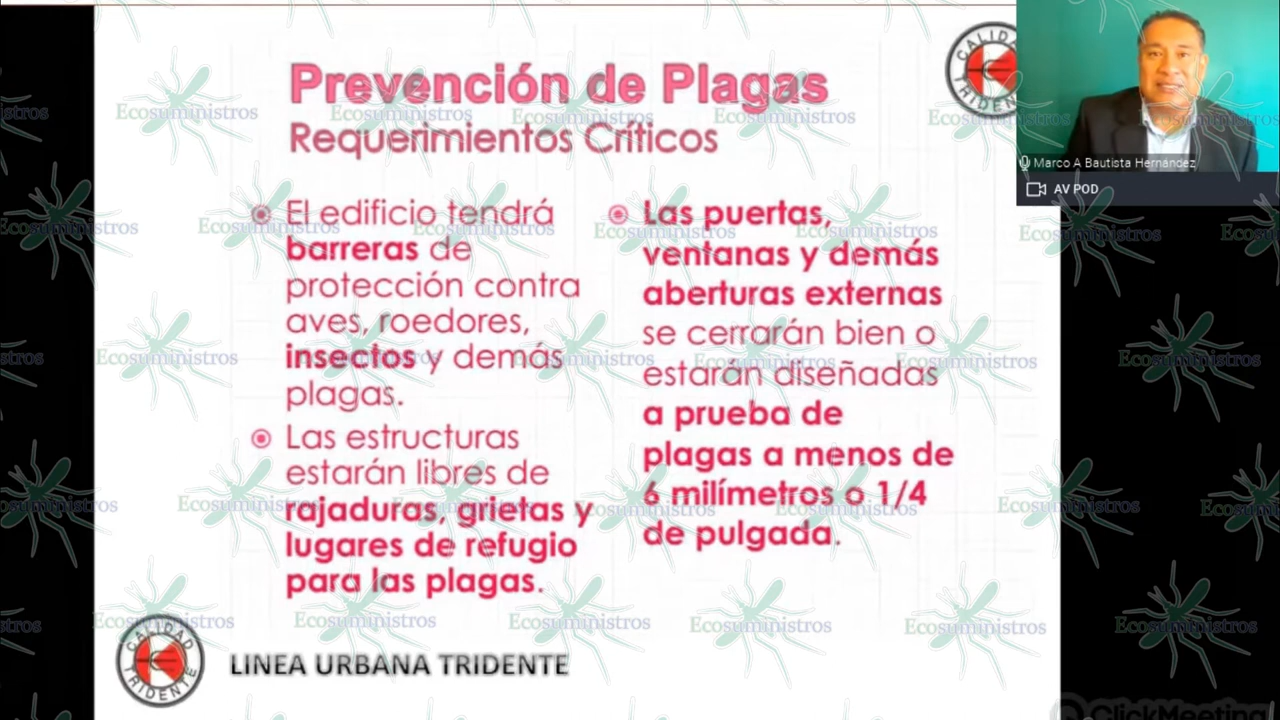 Prevención de Plagas
Requerimientos Críticos
El edificio tendrá
barreras de
protección contra
aves, roedores,
insectos y demás
plagas.
Las estructuras
estarán libres de
rajaduras, grietas y
lugares de refugio
para las plagas.
Las puertas,
ventanas y demás
aberturas externas
se cerrarán bien o
estarán diseñadas
a prueba de
plagas a menos de
6 milímetros o 1/4
de pulgada.
CALIDAD
TRIDENTE
LINEA URBANA TRIDENTE
Marco A Bautista Hernández
AV POD
Ecosuministros
ClickMeeting